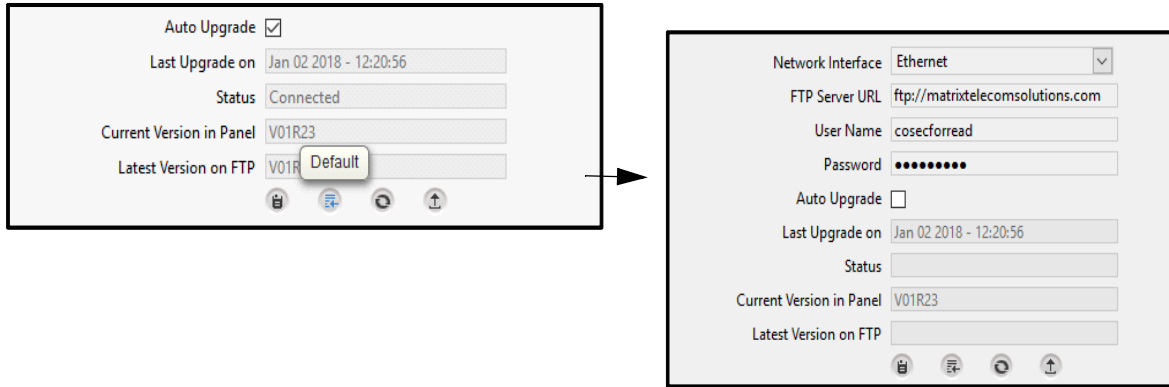 Auto Upgrade
Last Upgrade on Jan 02 2018 - 12:20:56
Status Connected
Current Version in Panel V01R23
Latest Version on FTP V01R
Default
Network Interface Ethernet
FTP Server URL ftp://matrixtelecomsolutions.com
User Name cosecforread
Password •••••••••
Auto Upgrade
Last Upgrade on Jan 02 2018 - 12:20:56
Status
Current Version in Panel V01R23
Latest Version on FTP